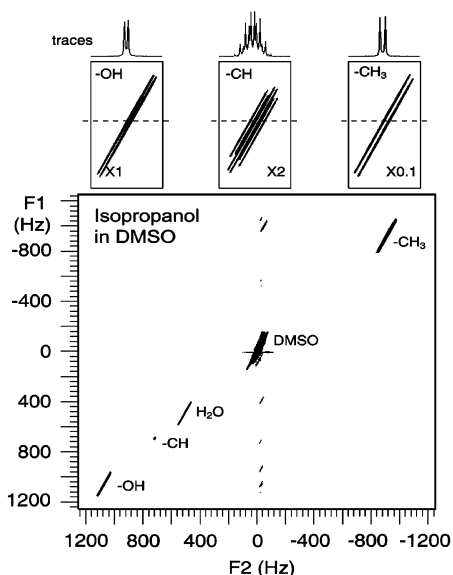 traces
-OH
-CH
-CH₃
X1
X2
X0.1
F1
(Hz)
Isopropanol
in DMSO
-800
-CH₃
-400
0
DMSO
400
H₂O
800
-CH
-OH
1200
1200 800 400 0 -400 -800 -1200
F2 (Hz)